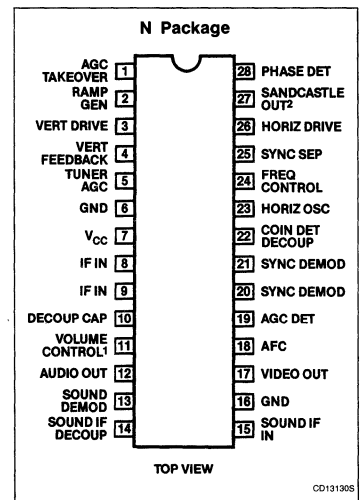 N Package
AGC
TAKEOVER 1
RAMP
GEN 2
VERT DRIVE 3
VERT
FEEDBACK 4
TUNER
AGC 5
GND 6
VCC 7
IF IN 8
IF IN 9
DECOUP CAP 10
VOLUME
CONTROL¹ 11
AUDIO OUT 12
SOUND
DEMOD 13
SOUND IF
DECOUP 14
28 PHASE DET
27 SANDCASTLE
OUT²
26 HORIZ DRIVE
25 SYNC SEP
24 FREQ
CONTROL
23 HORIZ OSC
22 COIN DET
DECOUP
21 SYNC DEMOD
20 SYNC DEMOD
19 AGC DET
18 AFC
17 VIDEO OUT
16 GND
15 SOUND IF
IN
TOP VIEW
CD13130S